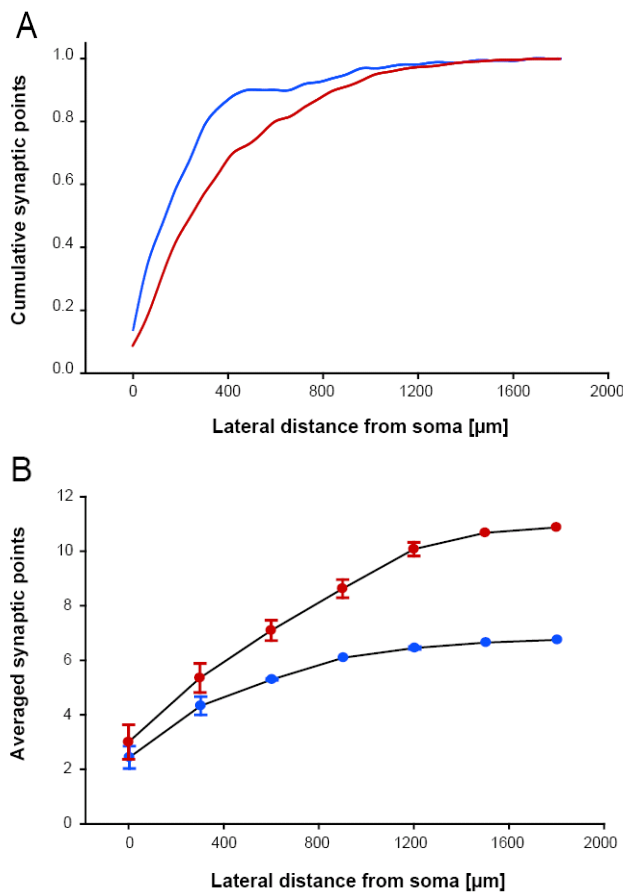 A
Cumulative synaptic points
1.0
0.8
0.6
0.4
0.2
0.0
0 400 800 1200 1600 2000
Lateral distance from soma [µm]
B
Averaged synaptic points
12
10
8
6
4
2
0
0 400 800 1200 1600 2000
Lateral distance from soma [µm]